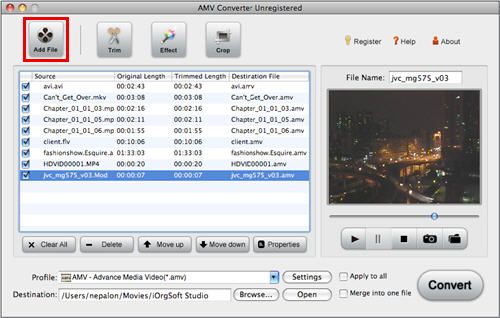 AMV Converter Unregistered
Add File Trim Effect Crop Register ? Help About
Source Original Length Trimmed Length Destination File
avi.avi 00:02:43 00:02:43 avi.amv
Can't_Get_Over.mkv 00:03:08 00:03:08 Can't_Get_Over.amv
Chapter_01_01_03.mp 00:02:16 00:02:16 Chapter_01_01_03.amv
Chapter_01_01_05.mp 00:02:11 00:02:11 Chapter_01_01_05.amv
Chapter_01_01_06.mp 00:01:55 00:01:55 Chapter_01_01_06.amv
client.flv 00:10:06 00:10:06 client.amv
fashionshow.Esquire. 01:33:03 01:33:03 fashionshow.Esquire.amv
HDVID00001.MP4 00:00:20 00:00:20 HDVID00001.amv
jvc_mg575_v03.Mod 00:00:07 00:00:07 jvc_mg575_v03.amv
File Name: jvc_mg575_v03
Clear All Delete Move up Move down Properties
Profile: AMV - Advance Media Video(*.amv) Settings Apply to all
Destination: /Users/nepalon/Movies/iOrgSoft Studio Browse... Open Merge into one file
Convert